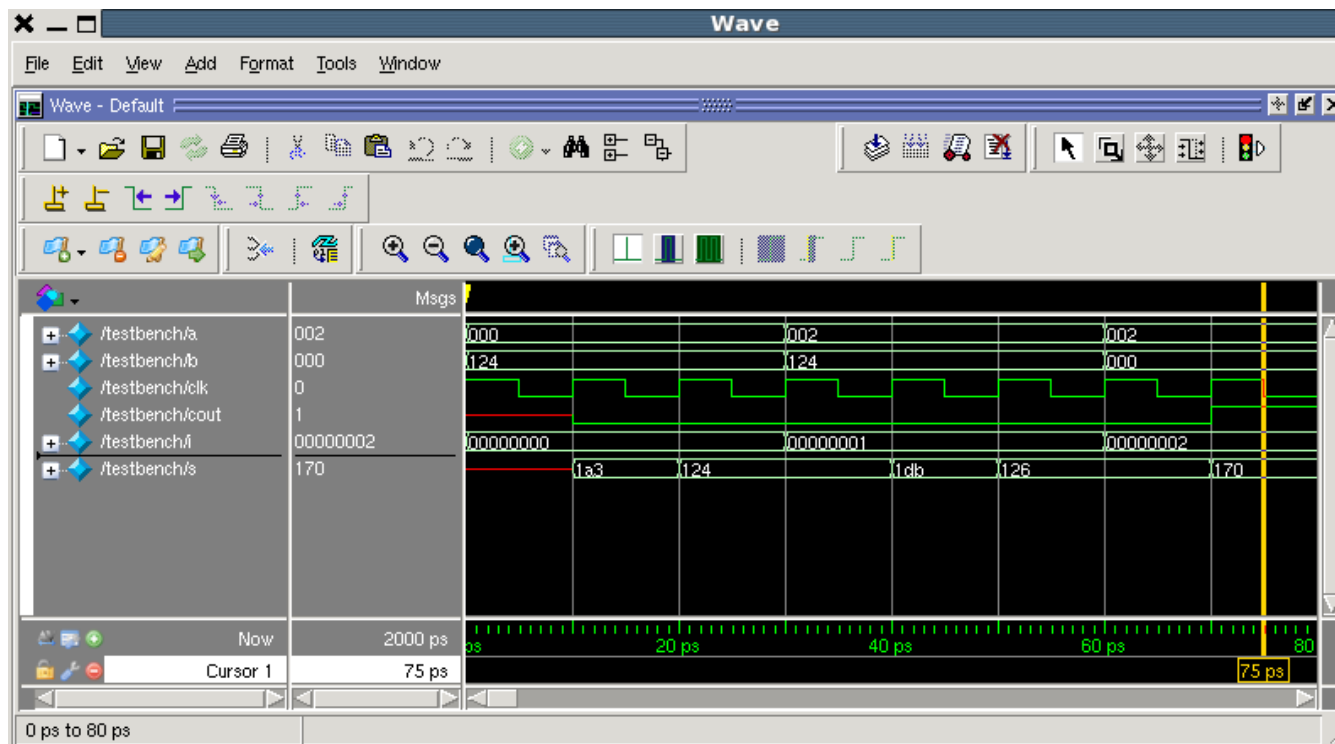 Wave
File Edit View Add Format Tools Window
Wave - Default
Msgs
/testbench/a 002 000 002 002
/testbench/b 000 124 124 000
/testbench/clk 0
/testbench/cout 1
/testbench/i 00000002 00000000 00000001 00000002
/testbench/s 170 1a3 124 1db 126 170
Now 2000 ps ps 20 ps 40 ps 60 ps 80
Cursor 1 75 ps 75 ps
0 ps to 80 ps